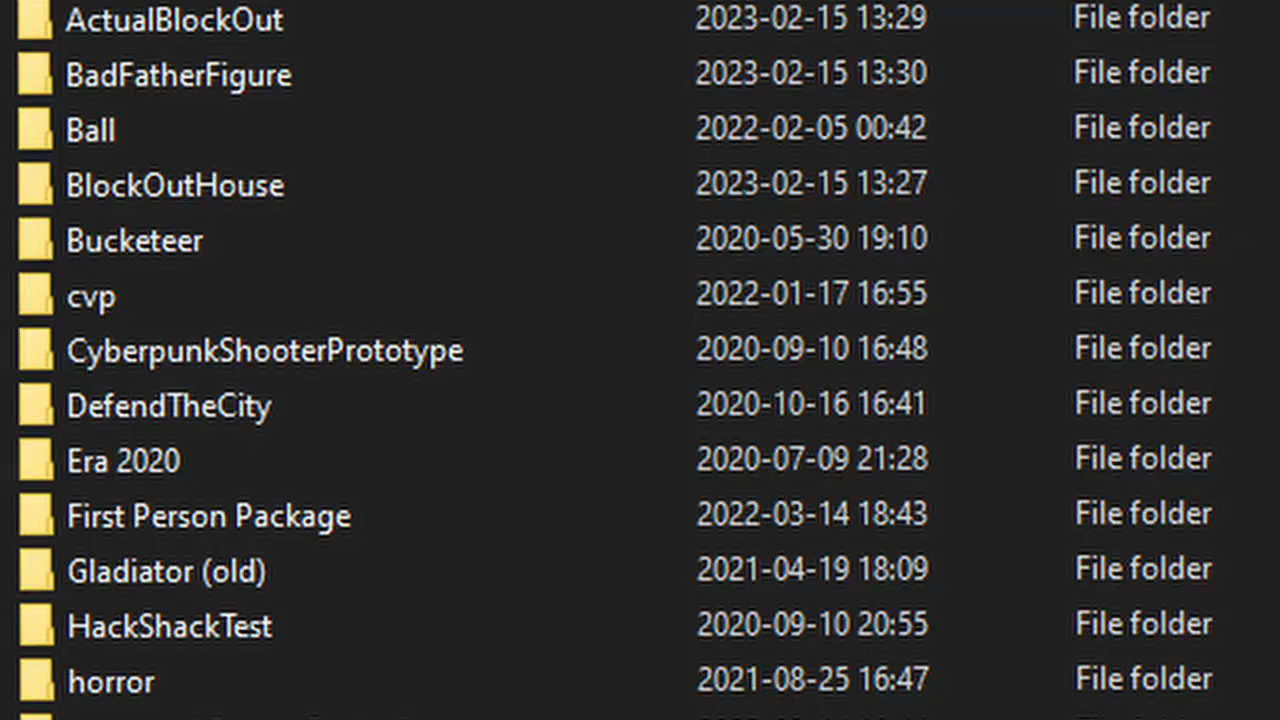 ActualBlockOut 2023-02-15 13:29 File folder
BadFatherFigure 2023-02-15 13:30 File folder
Ball 2022-02-05 00:42 File folder
BlockOutHouse 2023-02-15 13:27 File folder
Bucketeer 2020-05-30 19:10 File folder
cvp 2022-01-17 16:55 File folder
CyberpunkShooterPrototype 2020-09-10 16:48 File folder
DefendTheCity 2020-10-16 16:41 File folder
Era 2020 2020-07-09 21:28 File folder
First Person Package 2022-03-14 18:43 File folder
Gladiator (old) 2021-04-19 18:09 File folder
HackShackTest 2020-09-10 20:55 File folder
horror 2021-08-25 16:47 File folder